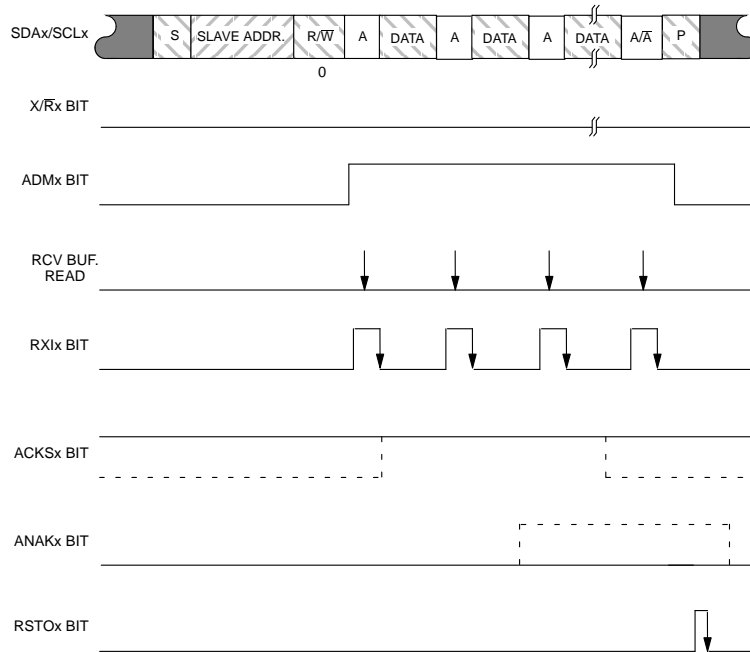 SDAx/SCLx S SLAVE ADDR. R/W̅ A DATA A DATA A DATA A/A̅ P
0
X/R̅x BIT
ADMx BIT
RCV BUF.
READ
RXIx BIT
ACKSx BIT
ANAKx BIT
RSTOx BIT